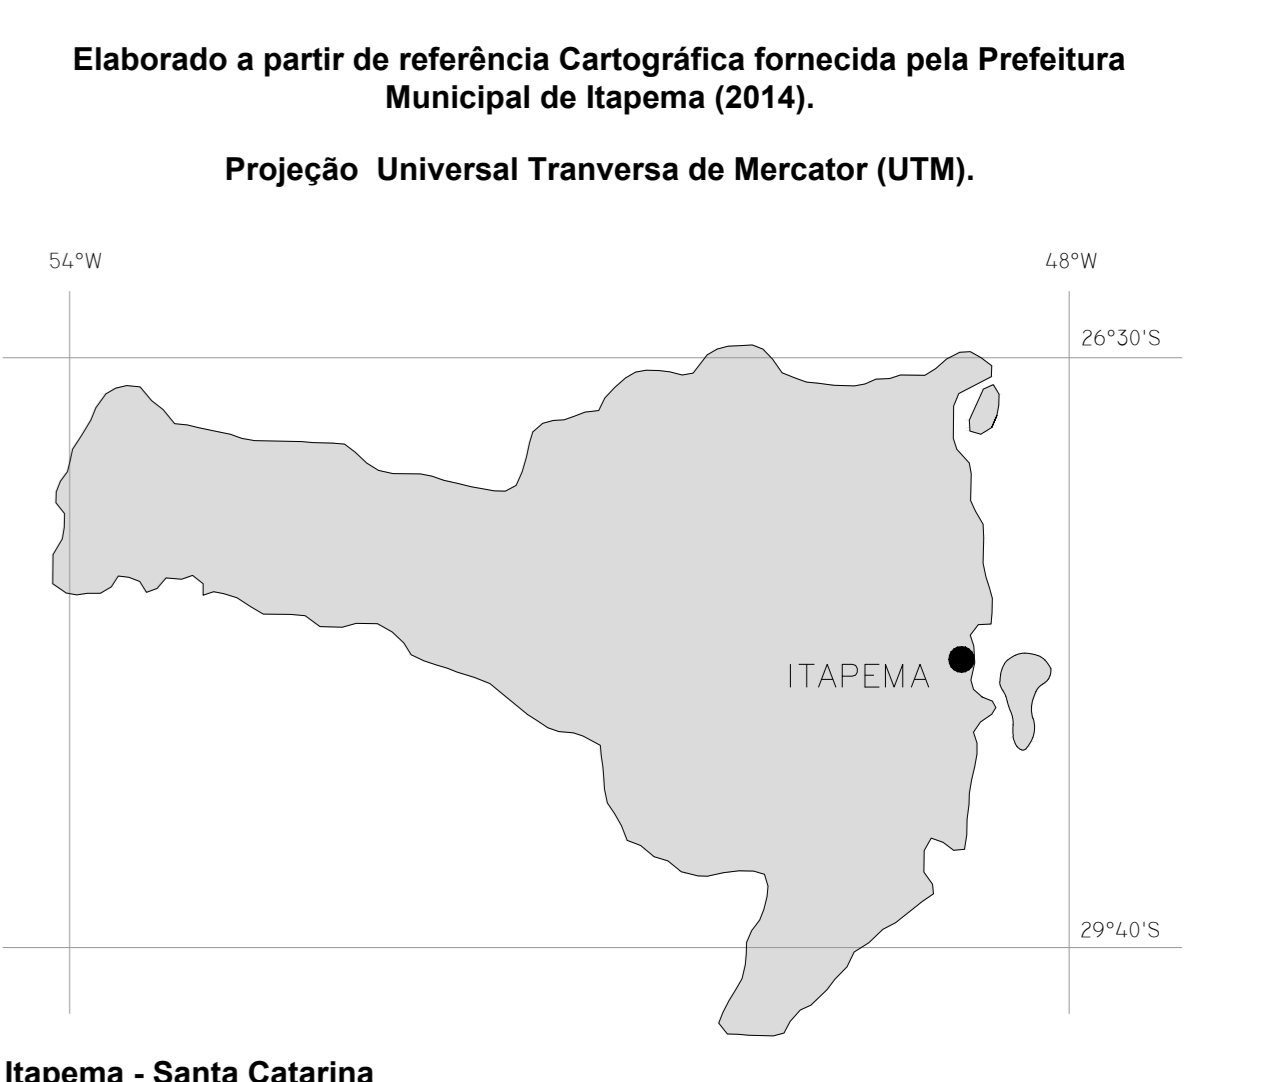 Elaborado a partir de referência Cartográfica fornecida pela Prefeitura
Municipal de Itapema (2014).
Projeção  Universal Tranversa de Mercator (UTM).
54°W
48°W
26°30'S
ITAPEMA
29°40'S
Itapema - Santa Catarina